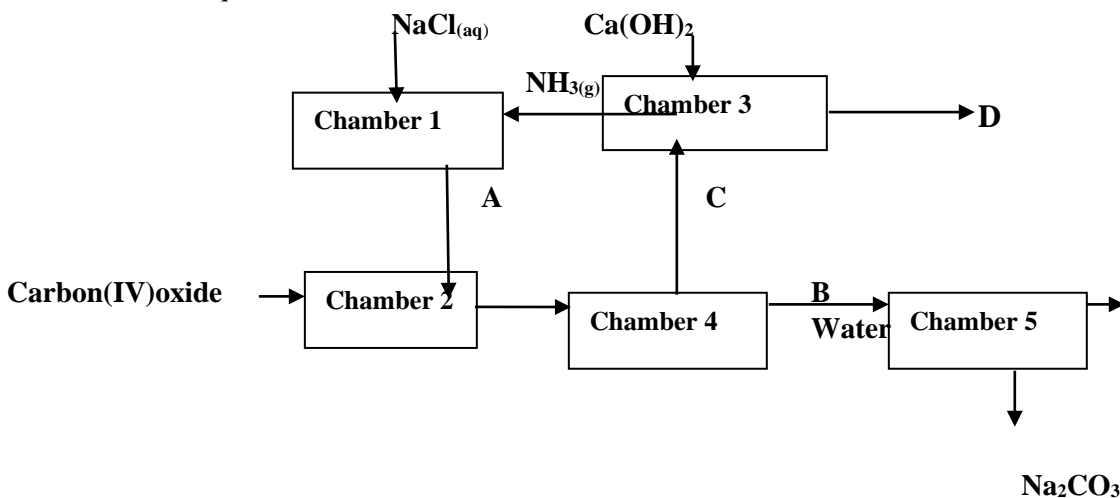 NaCl(aq)
Ca(OH)2
NH3(g)
Chamber 3
Chamber 1
D
A
C
Carbon(IV)oxide
Chamber 2
B
Chamber 4
Chamber 5
Water
Na2CO3